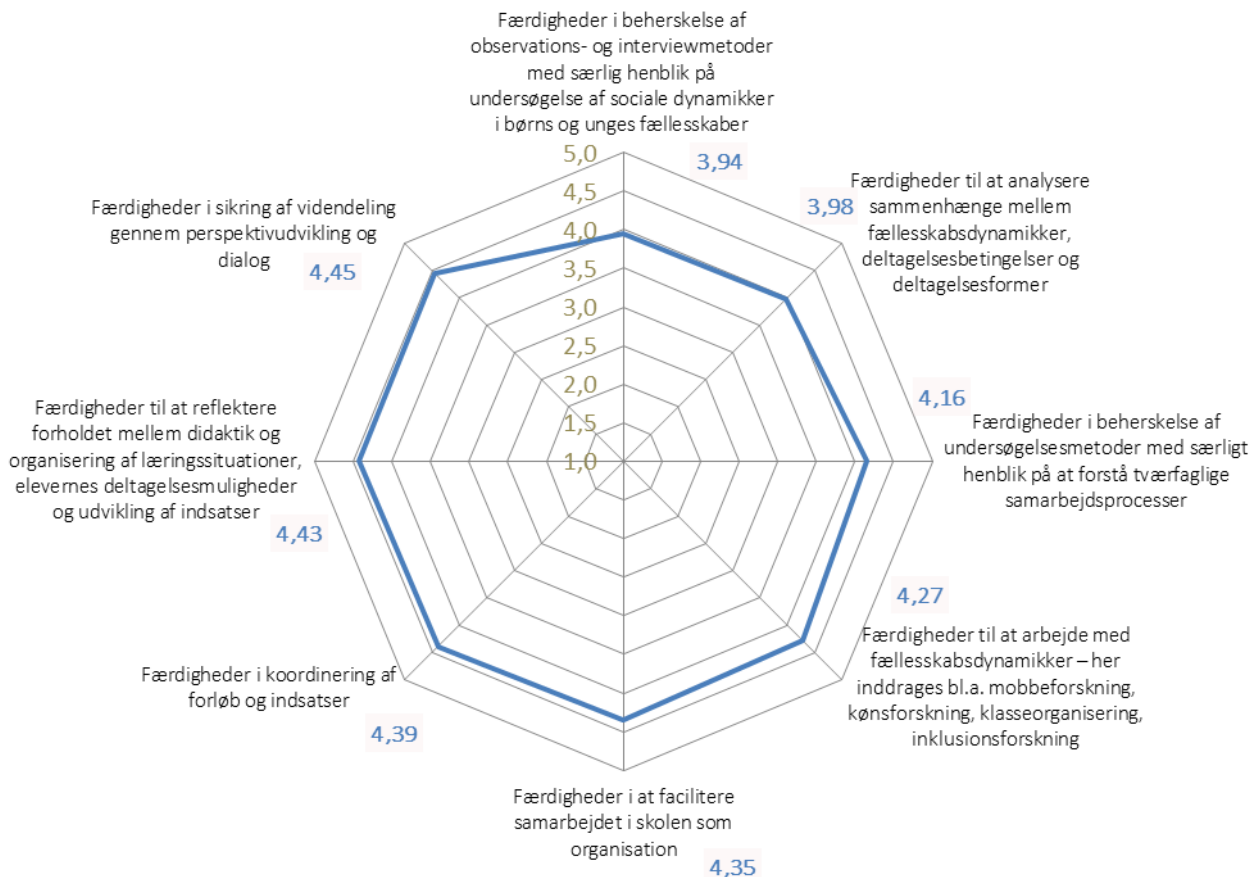 Færdigheder i beherskelse af
observations- og interviewmetoder
med særlig henblik på
undersøgelse af sociale dynamikker
i børns og unges fællesskaber
3,94
Færdigheder til at analysere
sammenhænge mellem
fællesskabsdynamikker,
deltagelsesbetingelser og
deltagelsesformer
3,98
4,16
Færdigheder i beherskelse af
undersøgelsesmetoder med særligt
henblik på at forstå tværfaglige
samarbejdsprocesser
4,27
Færdigheder til at arbejde med
fællesskabsdynamikker – her
inddrages bl.a. mobbeforskning,
kønsforskning, klasseorganisering,
inklusionsforskning
Færdigheder i at facilitere
samarbejdet i skolen som
organisation
4,35
Færdigheder i koordinering af
forløb og indsatser
4,39
Færdigheder til at reflektere
forholdet mellem didaktik og
organisering af læringssituationer,
elevernes deltagelsesmuligheder
og udvikling af indsatser
4,43
Færdigheder i sikring af videndeling
gennem perspektivudvikling og
dialog
4,45
5,0
4,5
4,0
3,5
3,0
2,5
2,0
1,5
1,0